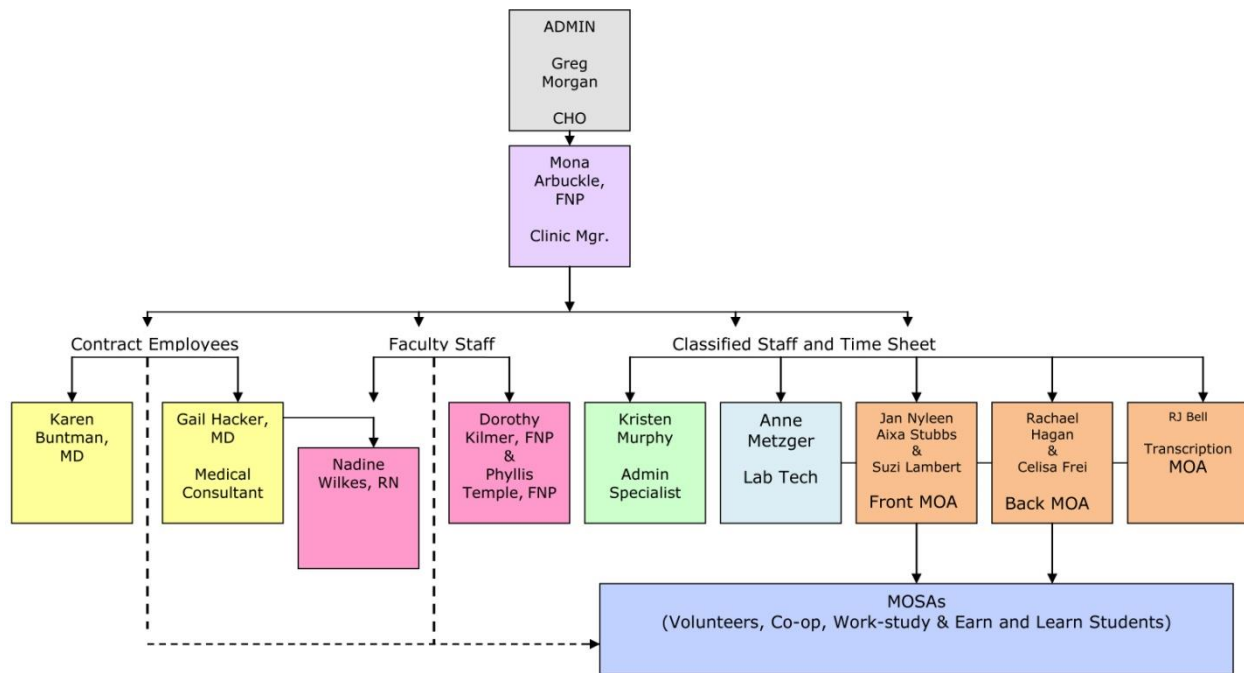 ADMIN
Greg
Morgan
CHO
Mona
Arbuckle,
FNP
Clinic Mgr.
Contract Employees
Faculty Staff
Classified Staff and Time Sheet
Karen
Buntman,
MD
Gail Hacker,
MD
Medical
Consultant
Nadine
Wilkes, RN
Dorothy
Kilmer, FNP
&
Phyllis
Temple, FNP
Kristen
Murphy
Admin
Specialist
Anne
Metzger
Lab Tech
Jan Nyleen
Aixa Stubbs
&
Suzi Lambert
Front MOA
Rachael
Hagan
&
Celisa Frei
Back MOA
RJ Bell
Transcription
MOA
MOSAs
(Volunteers, Co-op, Work-study & Earn and Learn Students)